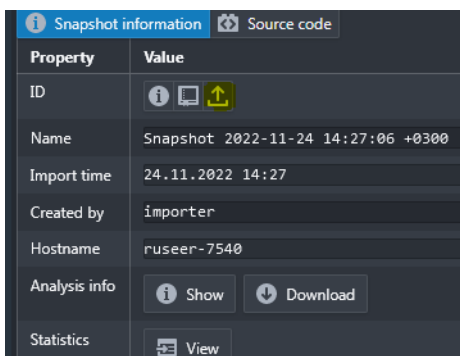 Snapshot information Source code
Property Value
ID
Name Snapshot 2022-11-24 14:27:06 +0300
Import time 24.11.2022 14:27
Created by importer
Hostname ruseer-7540
Analysis info Show Download
Statistics View